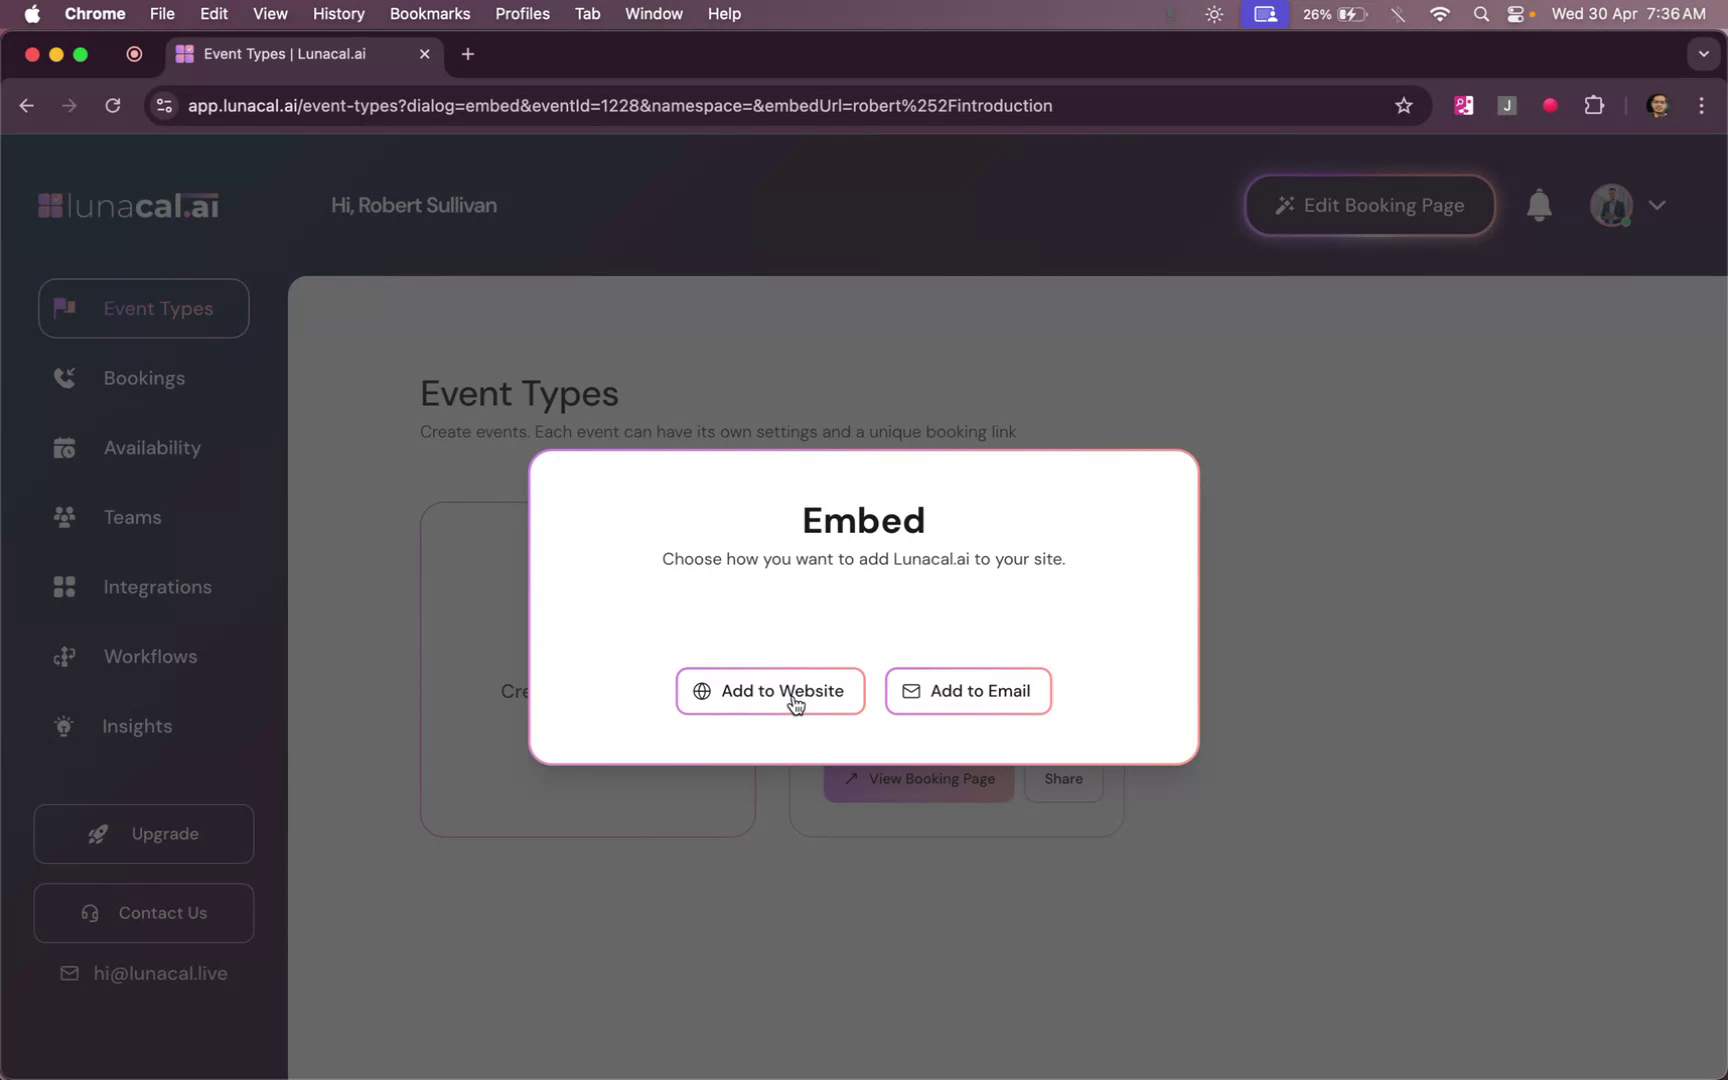 Chrome File Edit View History Bookmarks Profiles Tab Window Help 26% Wed 30 Apr 7:36 AM
Event Types | Lunacal.ai
app.lunacal.ai/event-types?dialog=embed&eventId=1228&namespace=&embedUrl=robert%252Fintroduction
J
lunacal.ai
Hi, Robert Sullivan
Edit Booking Page
Event Types
Bookings
Availability
Teams
Integrations
Workflows
Insights
Upgrade
Contact Us
hi@lunacal.live
Event Types
Create events. Each event can have its own settings and a unique booking link
Embed
Choose how you want to add Lunacal.ai to your site.
Cre
Add to Website
Add to Email
View Booking Page
Share